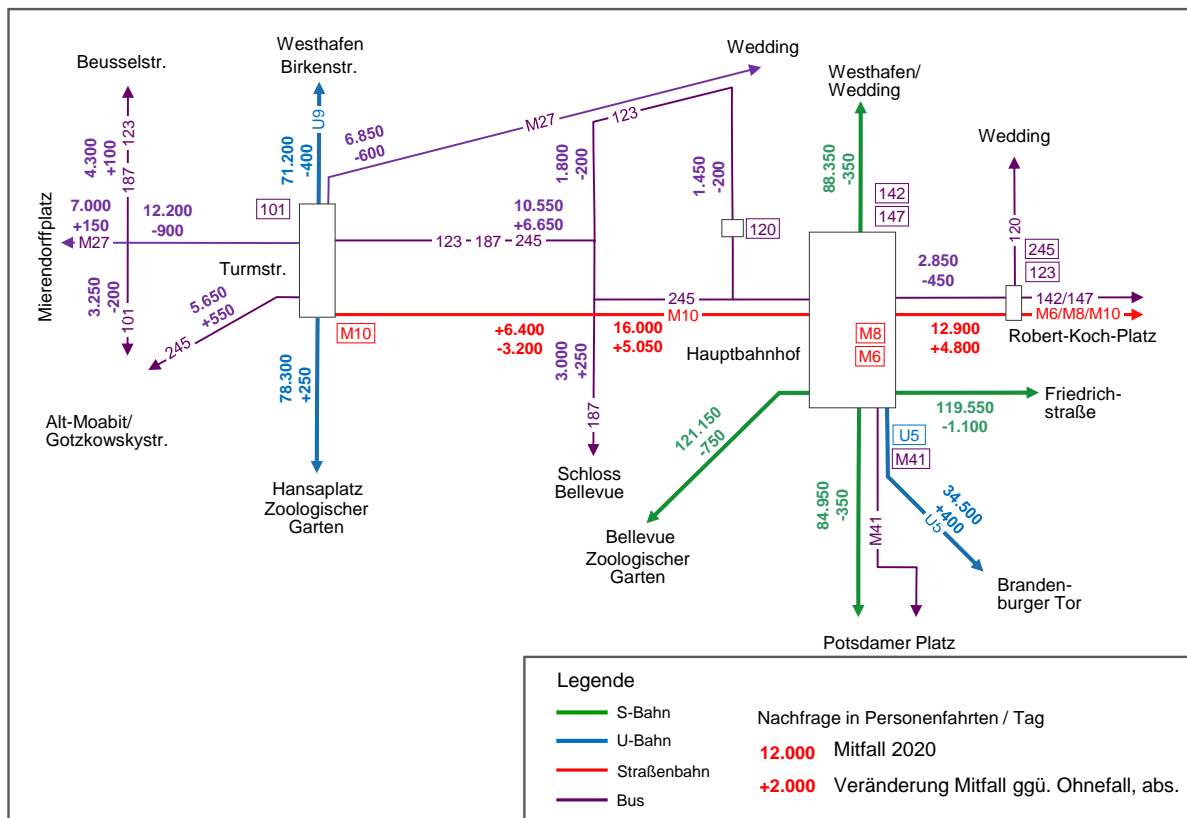 Westhafen
Birkenstr.
Beusselstr.
Wedding
Westhafen/
Wedding
Wedding
123
187
4.300
+100
U9
71.200
-400
6.850
-600
M27
123
1.800
-200
1.450
-200
88.350
-350
142
147
120
Mierendorffplatz
7.000
+150
M27
12.200
-900
101
10.550
+6.650
123
187
245
120
2.850
-450
245
123
Turmstr.
3.250
-200
101
5.650
+550
245
245
142/147
M10
+6.400
-3.200
16.000
+5.050
M10
M8
M6
12.900
+4.800
M6/M8/M10
Robert-Koch-Platz
Hauptbahnhof
78.300
+250
3.000
+250
187
121.150
-750
119.550
-1.100
Friedrich-
straße
Alt-Moabit/
Gotzkowskystr.
U5
M41
Hansaplatz
Zoologischer
Garten
Schloss
Bellevue
84.950
-350
M41
34.500
+400
U5
Bellevue
Zoologischer
Garten
Branden-
burger Tor
Potsdamer Platz
Legende
S-Bahn
U-Bahn
Straßenbahn
Bus
Nachfrage in Personenfahrten / Tag
12.000 Mitfall 2020
+2.000 Veränderung Mitfall ggü. Ohnefall, abs.